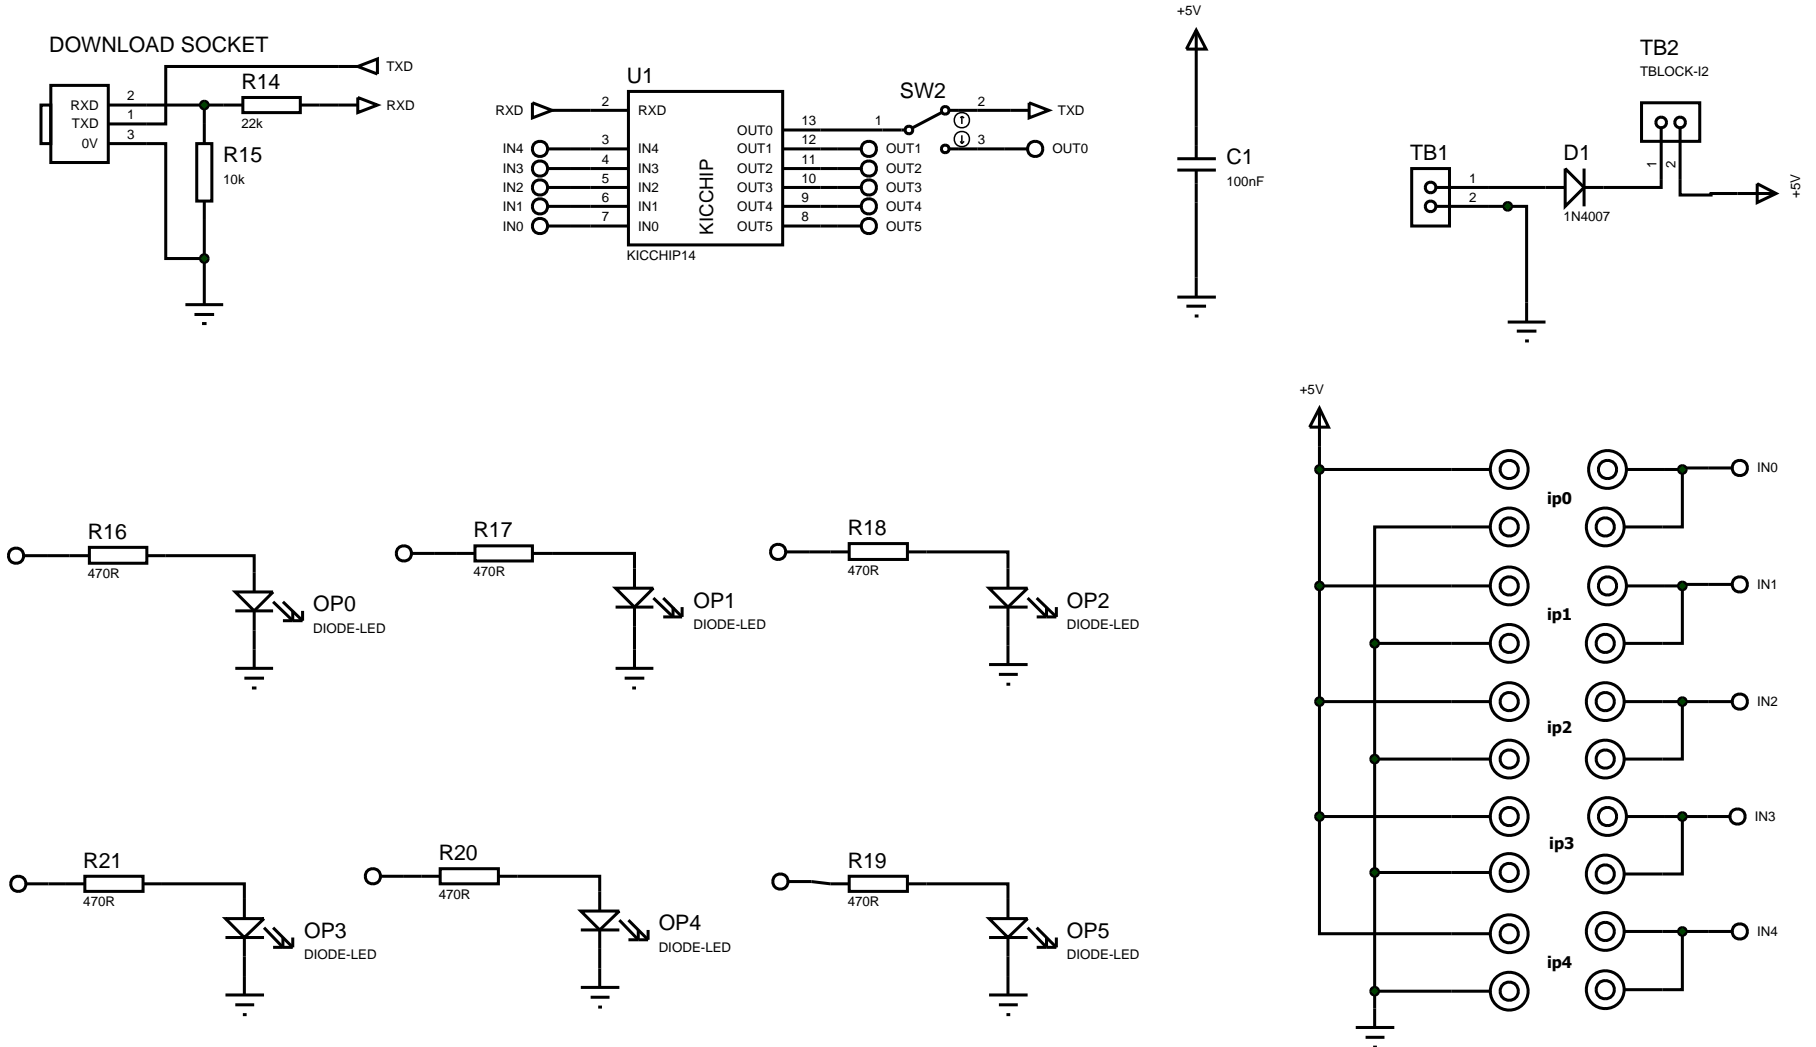 DOWNLOAD SOCKET
RXD 2
TXD 1
0V 3
TXD
R14
22k
RXD
R15
10k
U1
RXD 2 RXD
IN4 3 IN4
IN3 4 IN3
IN2 5 IN2
IN1 6 IN1
IN0 7 IN0
KICCHIP
OUT0 13
OUT1 12 OUT1
OUT2 11 OUT2
OUT3 10 OUT3
OUT4 9 OUT4
OUT5 8 OUT5
KICCHIP14
SW2
1
2 TXD
3 OUT0
+5V
C1
100nF
TB1
1
2
D1
1N4007
TB2
TBLOCK-I2
1
2
+5V
R16
470R
OP0
DIODE-LED
R17
470R
OP1
DIODE-LED
R18
470R
OP2
DIODE-LED
R21
470R
OP3
DIODE-LED
R20
470R
OP4
DIODE-LED
R19
470R
OP5
DIODE-LED
+5V
IN0
ip0
IN1
ip1
IN2
ip2
IN3
ip3
IN4
ip4